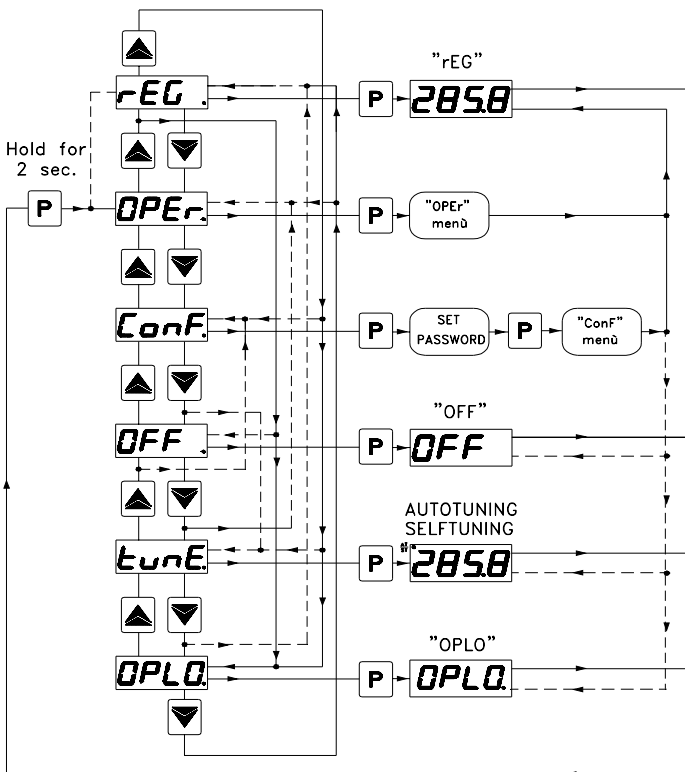 "rEG"
rEG .
P
285.8
Hold for
2 sec.
P
OPEr.
P
"OPEr"
menù
ConF.
P
SET
PASSWORD
P
"ConF"
menù
"OFF"
OFF .
P
OFF
AUTOTUNING
SELFTUNING
tunE.
P
285.8
"OPLO"
OPLO.
P
OPLO.